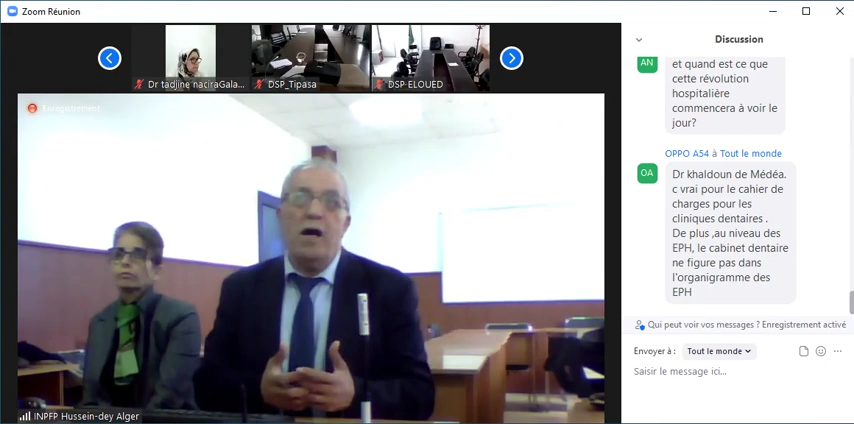 Zoom Réunion
Dr tadjine naciraGala...
DSP_Tipasa
DSP ELOUED
Enregistrement
INPFP Hussein-dey Alger
Discussion
AN
et quand est ce que
cette révolution
hospitalière
commencera à voir le
jour?
OPPO A54 à Tout le monde
OA
Dr khaldoun de Médéa.
c vrai pour le cahier de
charges pour les
cliniques dentaires .
De plus ,au niveau des
EPH, le cabinet dentaire
ne figure pas dans
l'organigramme des
EPH
Qui peut voir vos messages ? Enregistrement activé
Envoyer à : Tout le monde
Saisir le message ici...